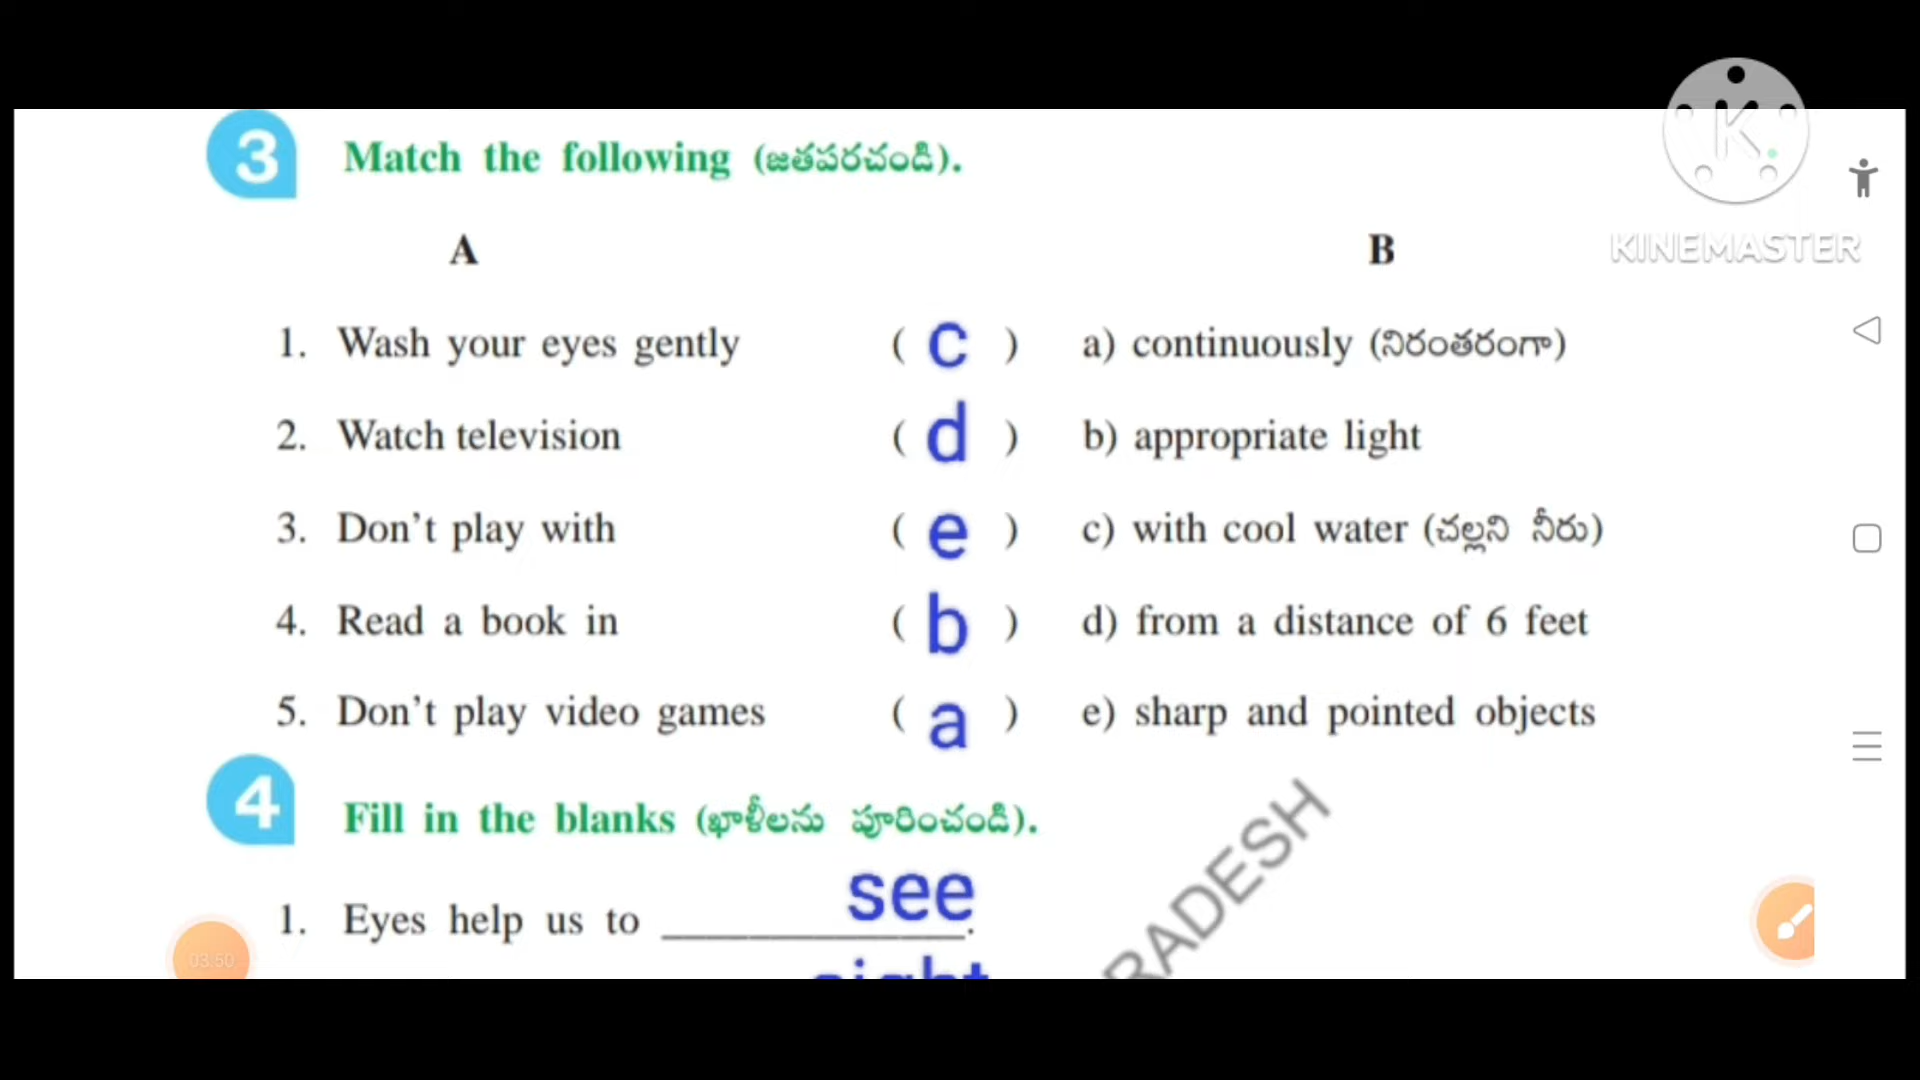 3 Match the following (జతపరచండి).
A B
KINEMASTER
1. Wash your eyes gently ( c ) a) continuously (నిరంతరంగా)
2. Watch television ( d ) b) appropriate light
3. Don't play with ( e ) c) with cool water (చల్లని నీరు)
4. Read a book in ( b ) d) from a distance of 6 feet
5. Don't play video games ( a ) e) sharp and pointed objects
4 Fill in the blanks (ఖాళీలను పూరించండి).
1. Eyes help us to see.
RADESH
03:50